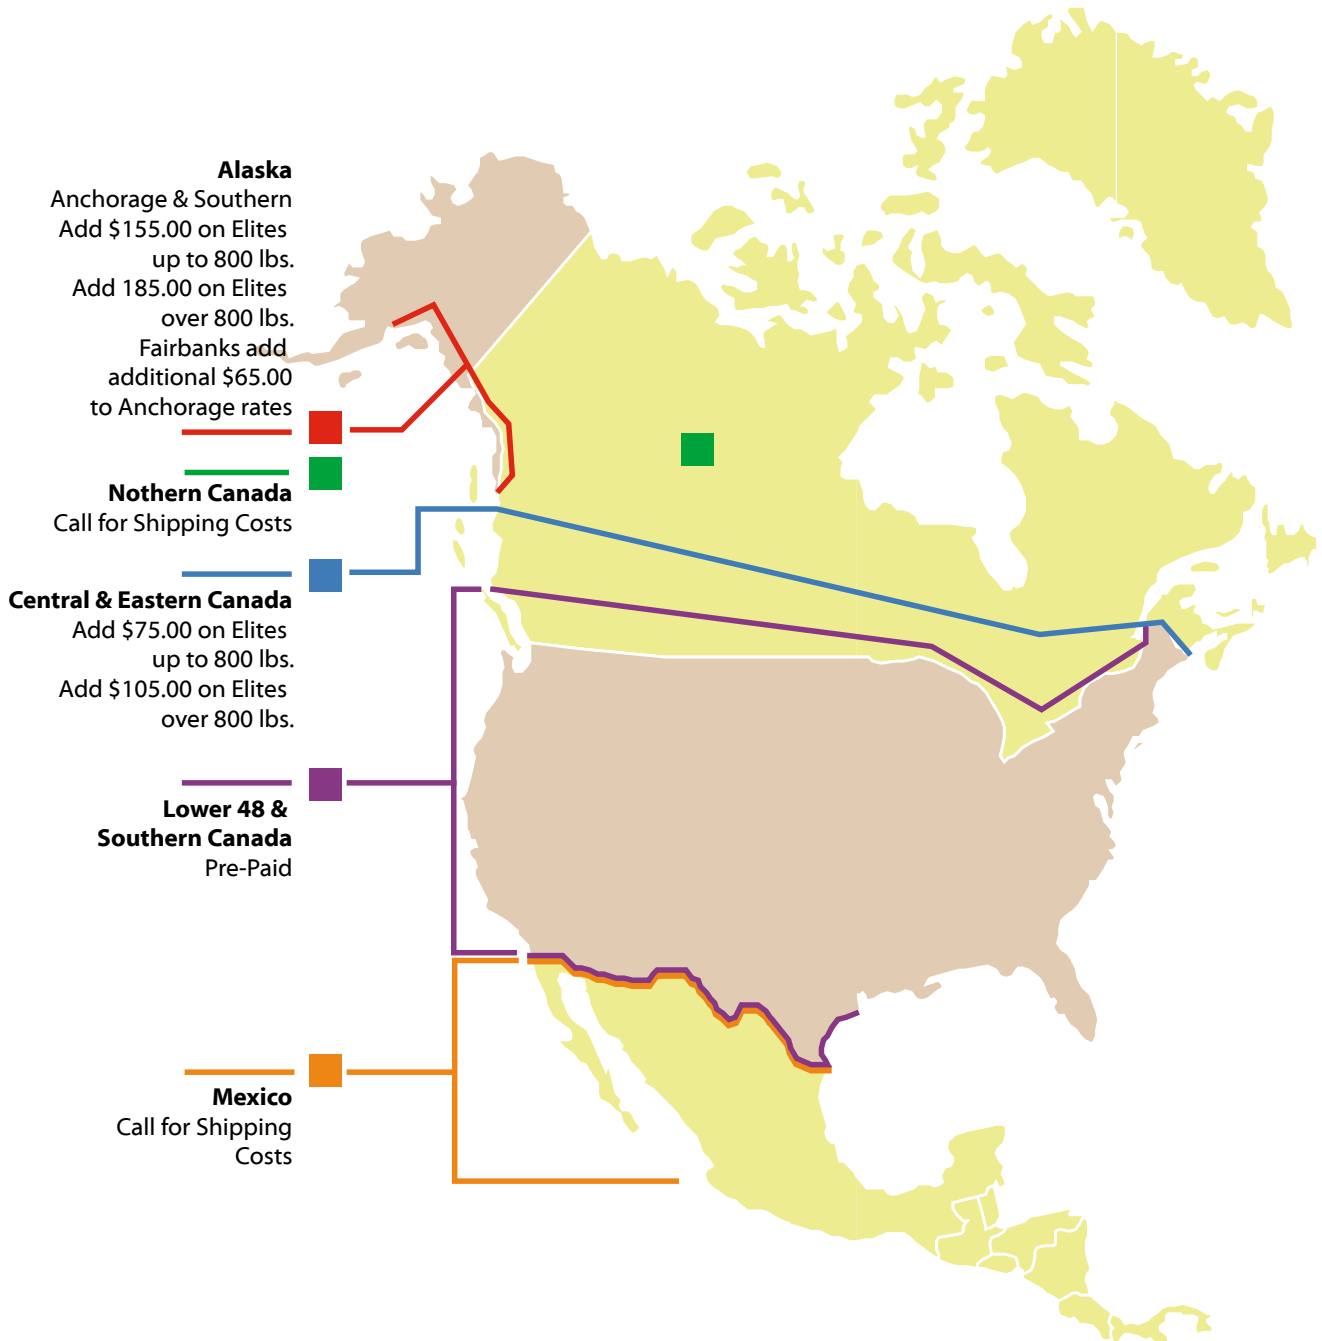 Alaska
Anchorage & Southern
Add $155.00 on Elites
up to 800 lbs.
Add 185.00 on Elites
over 800 lbs.
Fairbanks add
additional $65.00
to Anchorage rates
Nothern Canada
Call for Shipping Costs
Central & Eastern Canada
Add $75.00 on Elites
up to 800 lbs.
Add $105.00 on Elites
over 800 lbs.
Lower 48 &
Southern Canada
Pre-Paid
Mexico
Call for Shipping
Costs